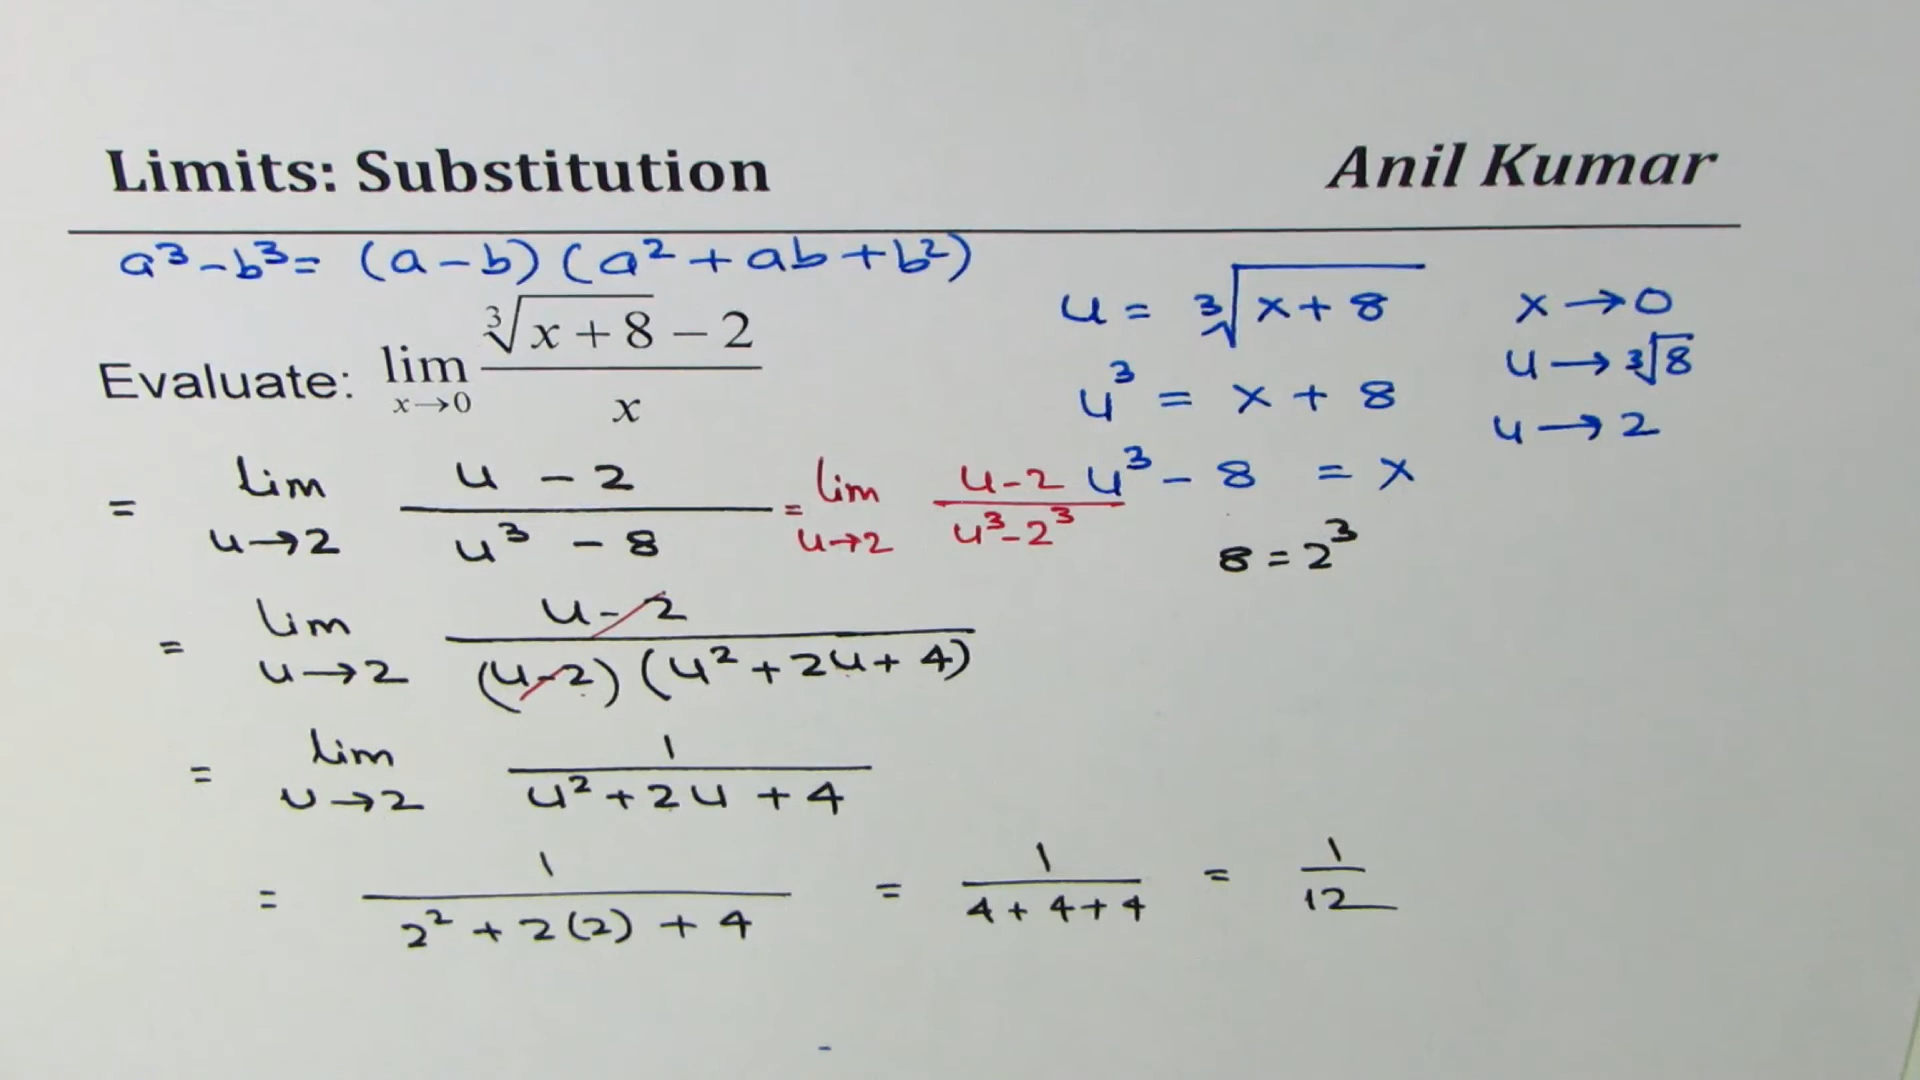 Limits: Substitution Anil Kumar
a³ - b³ = (a - b) (a² + ab + b²)
Evaluate: lim x→0 (∛(x + 8) - 2) / x
u = ∛(x + 8) x → 0
u → ∛8
u³ = x + 8
u → 2
= lim u→2 (u - 2) / (u³ - 8) = lim u→2 (u - 2) / (u³ - 2³)
u³ - 8 = x
8 = 2³
= lim u→2 (u - 2) / ((u - 2) (u² + 2u + 4))
= lim u→2 1 / (u² + 2u + 4)
= 1 / (2² + 2(2) + 4) = 1 / (4 + 4 + 4) = 1 / 12